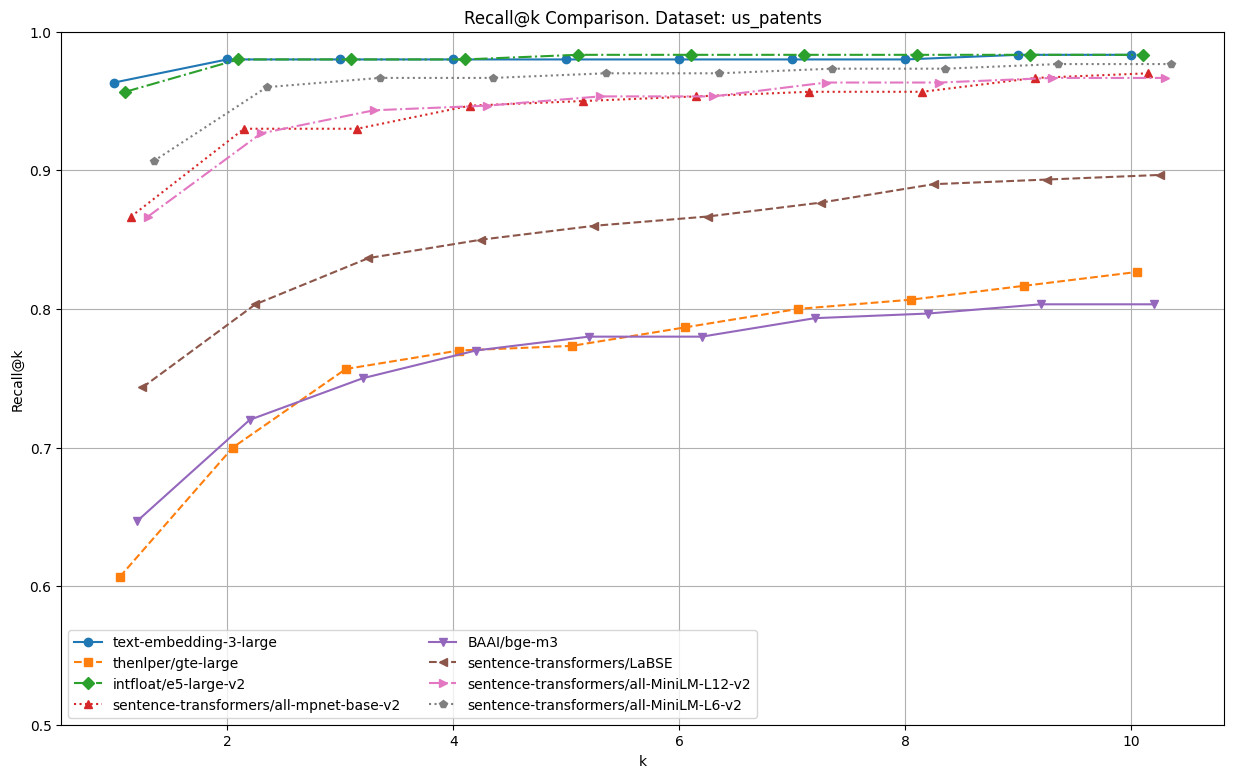 Recall@k Comparison. Dataset: us_patents
1.0
0.9
0.8
0.7
0.6
0.5
Recall@k
2
4
6
8
10
k
text-embedding-3-large
thenlper/gte-large
intfloat/e5-large-v2
sentence-transformers/all-mpnet-base-v2
BAAI/bge-m3
sentence-transformers/LaBSE
sentence-transformers/all-MiniLM-L12-v2
sentence-transformers/all-MiniLM-L6-v2